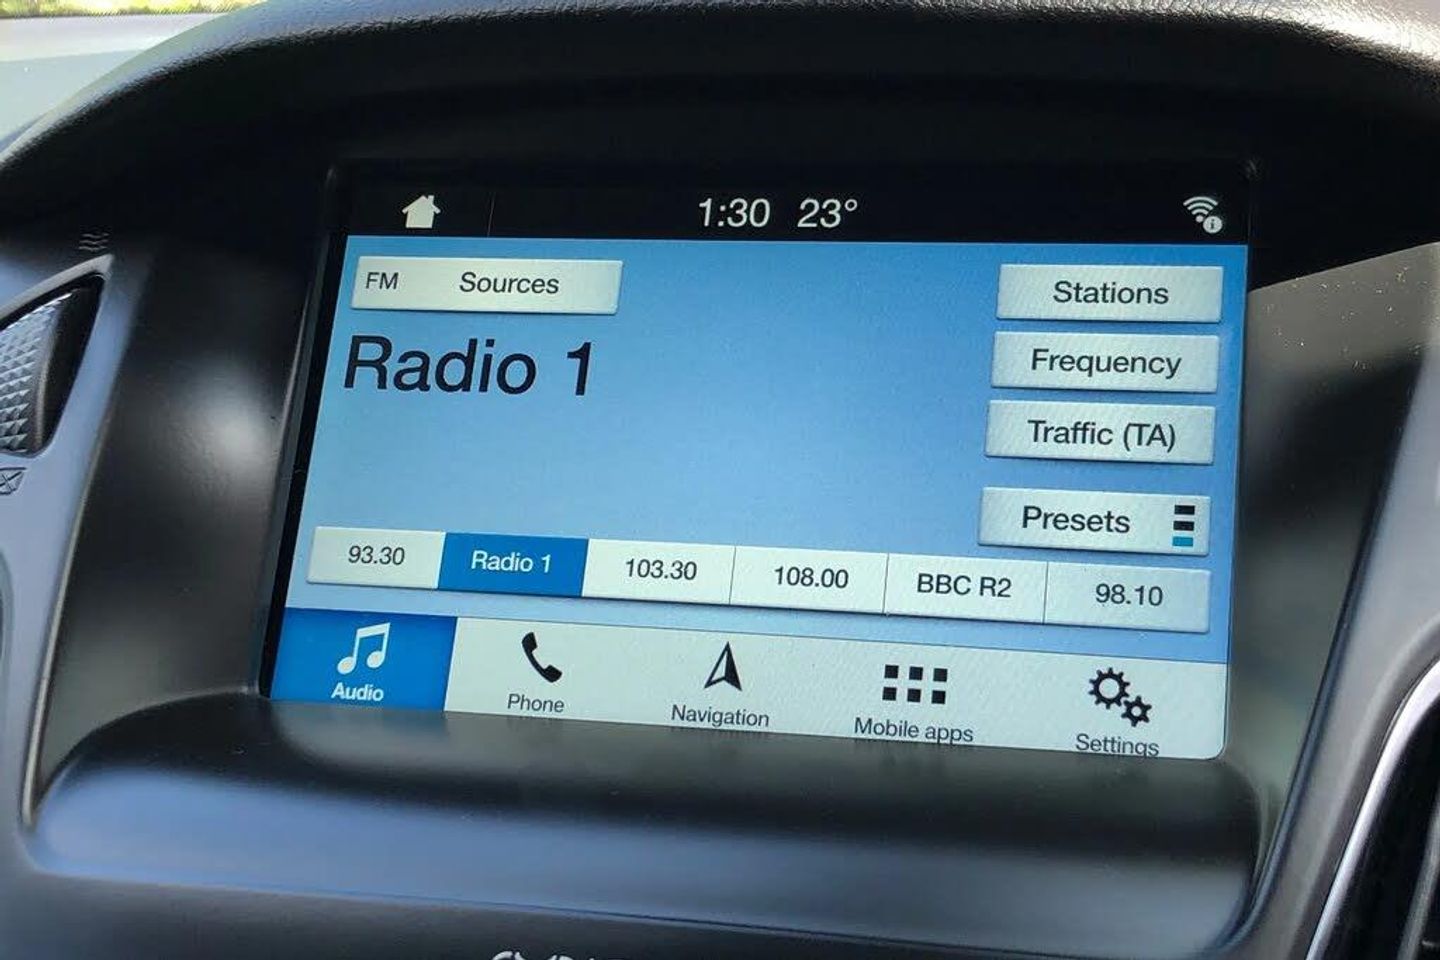 1:30 23°
FM Sources
Stations
Radio 1
Frequency
Traffic (TA)
Presets
93.30 Radio 1 103.30 108.00 BBC R2 98.10
Audio Phone Navigation Mobile apps Settings